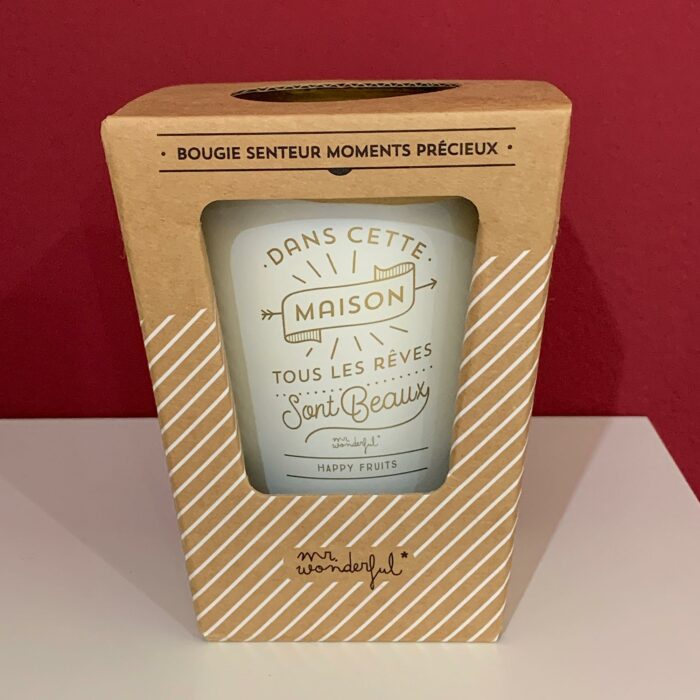 · BOUGIE SENTEUR MOMENTS PRÉCIEUX ·
·DANS CETTE·
MAISON
TOUS LES RÊVES
Sont Beaux
mr. wonderful*
HAPPY FRUITS
mr.
wonderful*